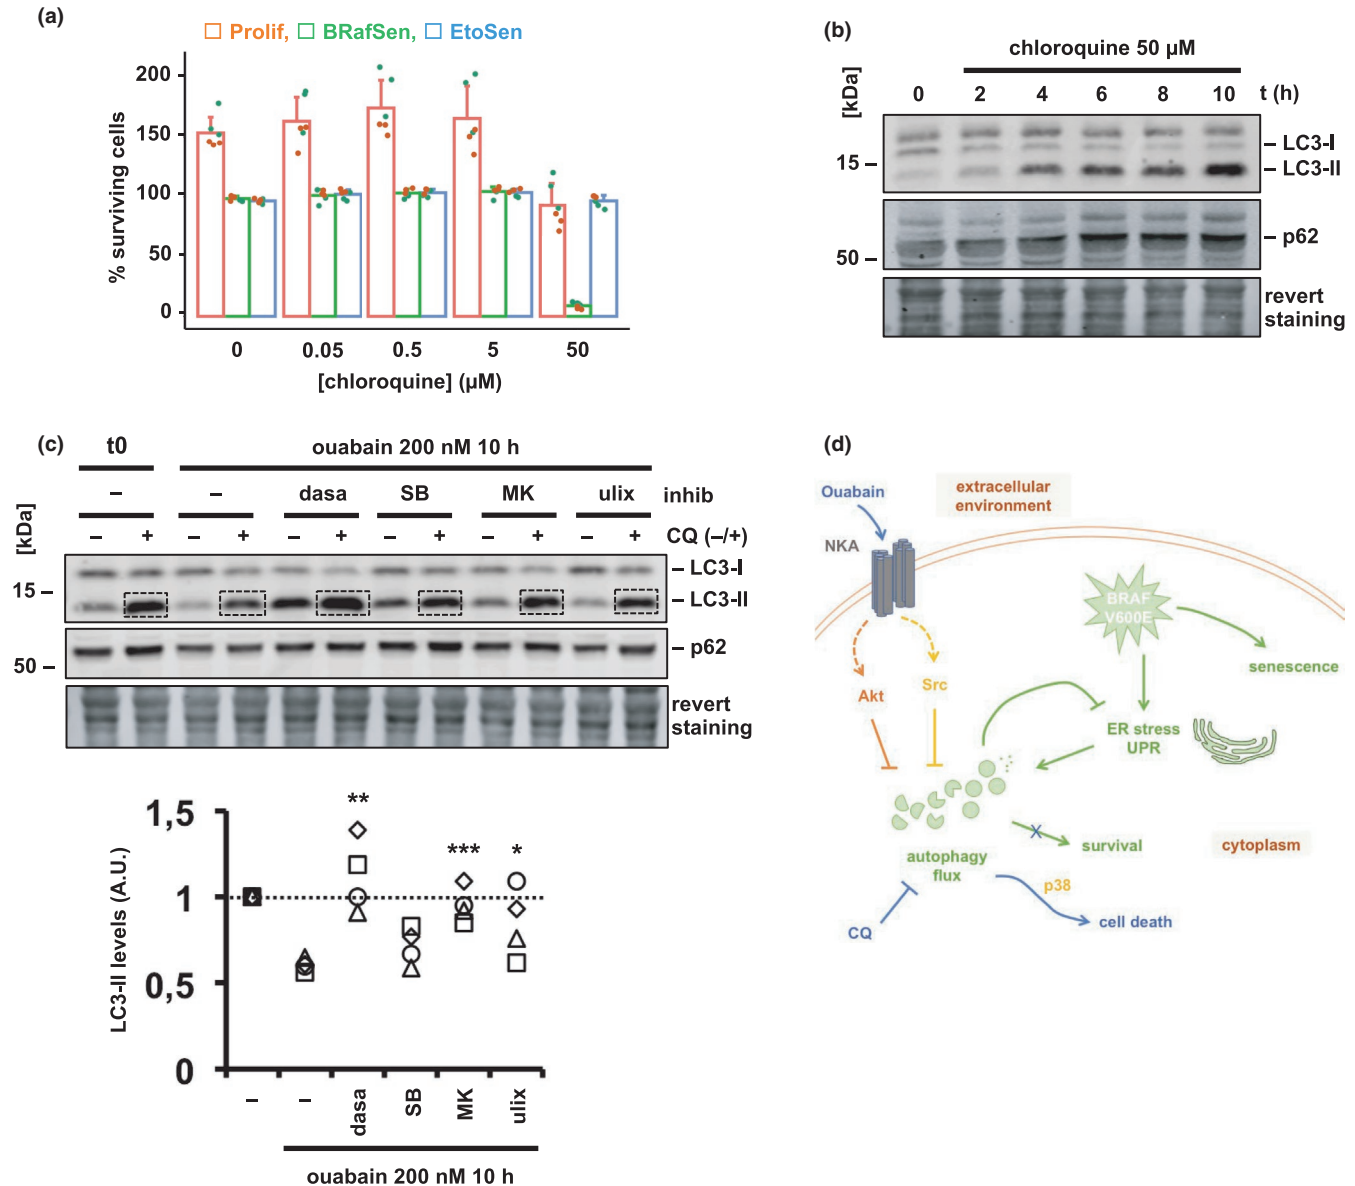 (a)
Prolif, BRafSen, EtoSen
% surviving cells
200
150
100
50
0
0 0.05 0.5 5 50
[chloroquine] (µM)
(b)
chloroquine 50 µM
[kDa]
0 2 4 6 8 10 t (h)
15 –
– LC3-I
– LC3-II
50 –
– p62
revert
staining
(c)
t0 ouabain 200 nM 10 h
– – dasa SB MK ulix inhib
[kDa]
– + – + – + – + – + – + CQ (–/+)
– LC3-I
15 –
– LC3-II
– p62
50 –
revert
staining
LC3-II levels (A.U.)
1,5
1
0,5
0
** *** *
– – dasa SB MK ulix
ouabain 200 nM 10 h
(d)
Ouabain
extracellular
environment
NKA
BRAF
V600E
senescence
Akt
Src
ER stress
UPR
X
survival
cytoplasm
autophagy
flux
p38
cell death
CQ